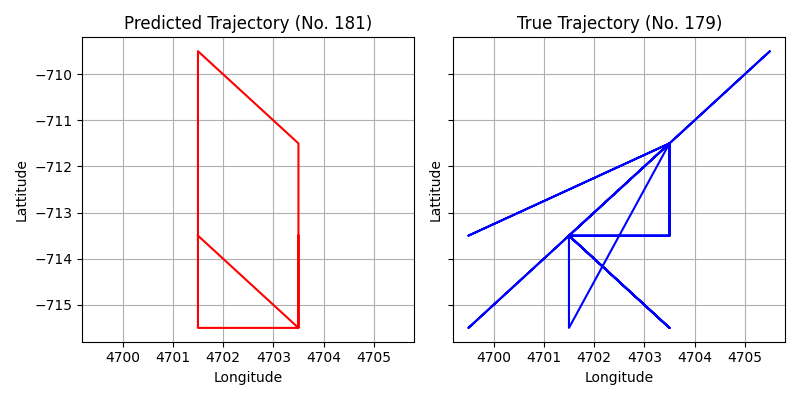 Predicted Trajectory (No. 181)
True Trajectory (No. 179)
−710
−711
−712
−713
−714
−715
Lattitude
Lattitude
4700 4701 4702 4703 4704 4705
4700 4701 4702 4703 4704 4705
Longitude
Longitude